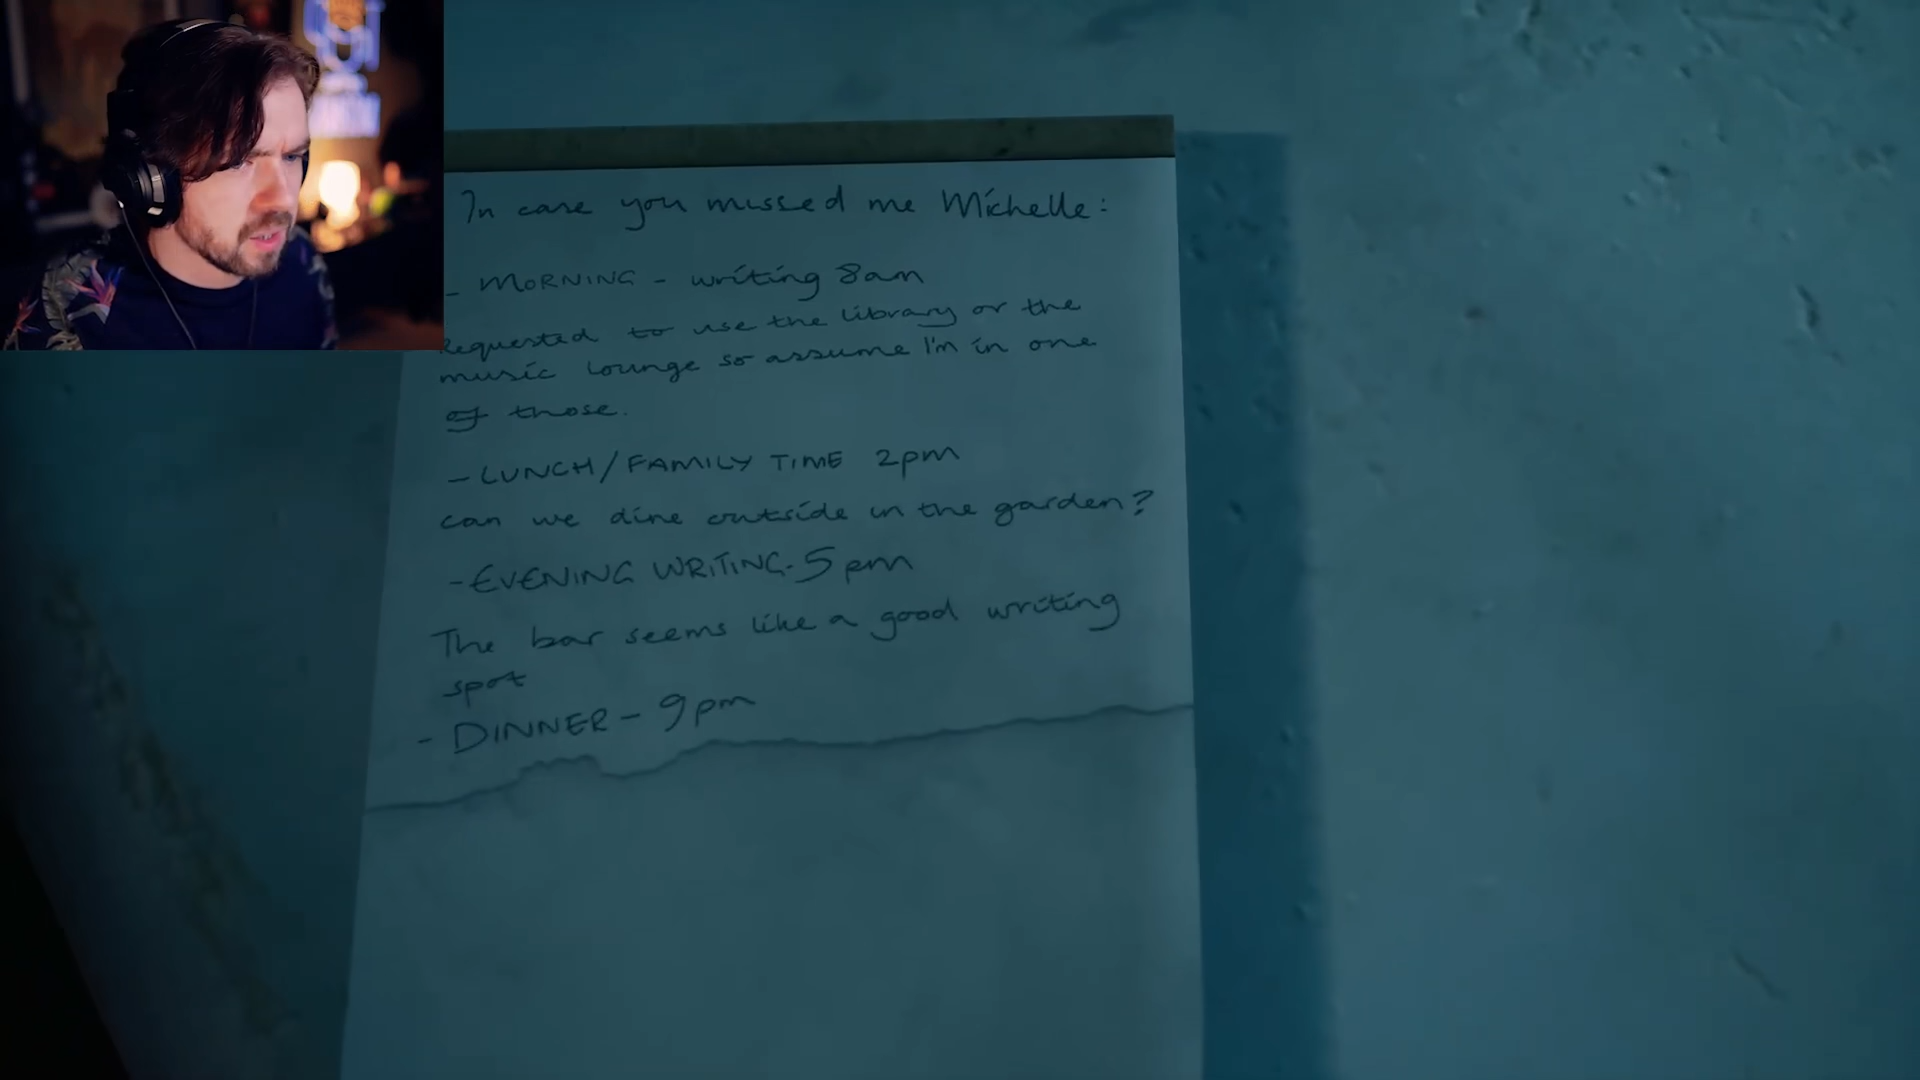 In case you missed me Michelle:
- MORNING - writing 8am
Requested to use the library or the
music lounge so assume I'm in one
of those.
- LUNCH/FAMILY TIME 2pm
can we dine outside in the garden?
- EVENING WRITING - 5pm
The bar seems like a good writing
spot
- DINNER - 9pm